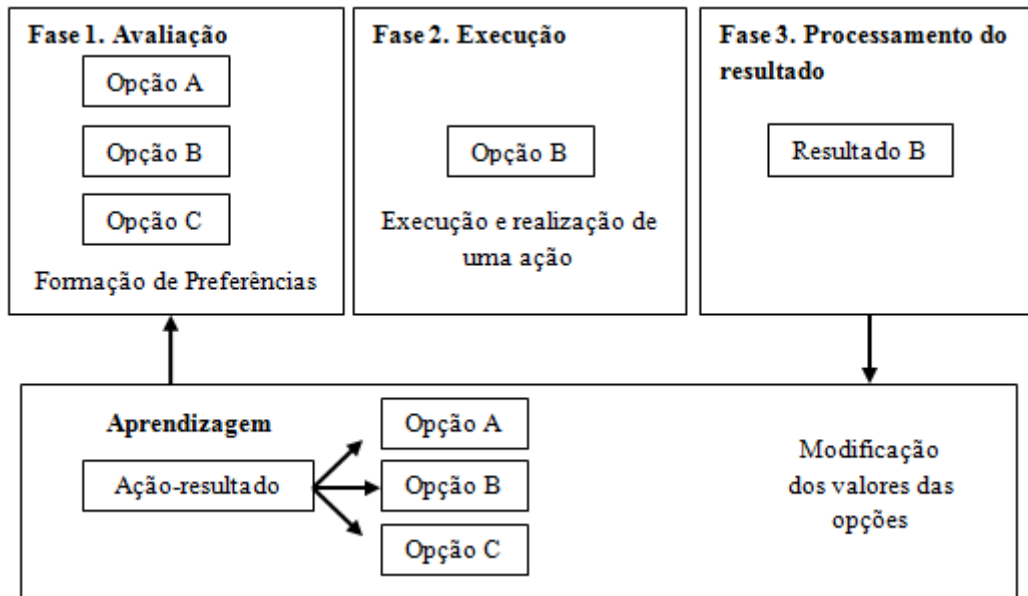 Fase 1. Avaliação
Opção A
Opção B
Opção C
Formação de Preferências
Fase 2. Execução
Opção B
Execução e realização de
uma ação
Fase 3. Processamento do
resultado
Resultado B
Aprendizagem
Ação-resultado
Opção A
Opção B
Opção C
Modificação
dos valores das
opções